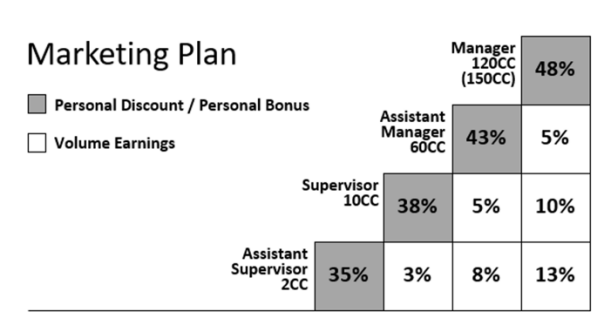 Marketing Plan
Personal Discount / Personal Bonus
Volume Earnings
Manager
120CC
(150CC)
48%
Assistant
Manager
60CC
43% 5%
Supervisor
10CC
38% 5% 10%
Assistant
Supervisor
2CC
35% 3% 8% 13%